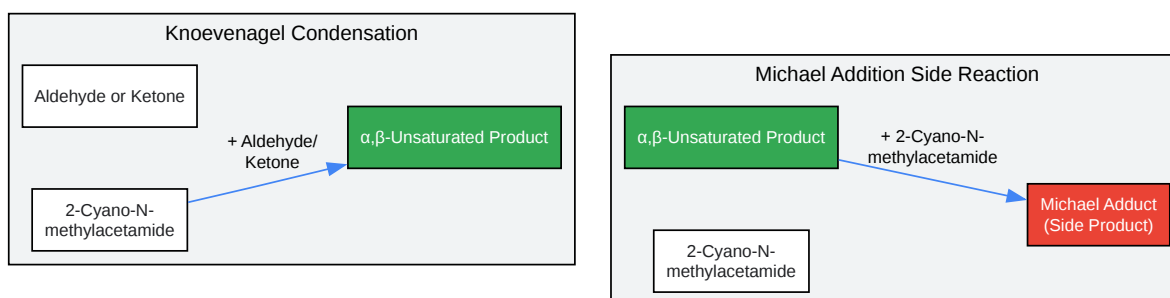 Knoevenagel Condensation
Aldehyde or Ketone
+ Aldehyde/
Ketone
α,β-Unsaturated Product
2-Cyano-N-
methylacetamide
Michael Addition Side Reaction
α,β-Unsaturated Product
+ 2-Cyano-N-
methylacetamide
Michael Adduct
(Side Product)
2-Cyano-N-
methylacetamide